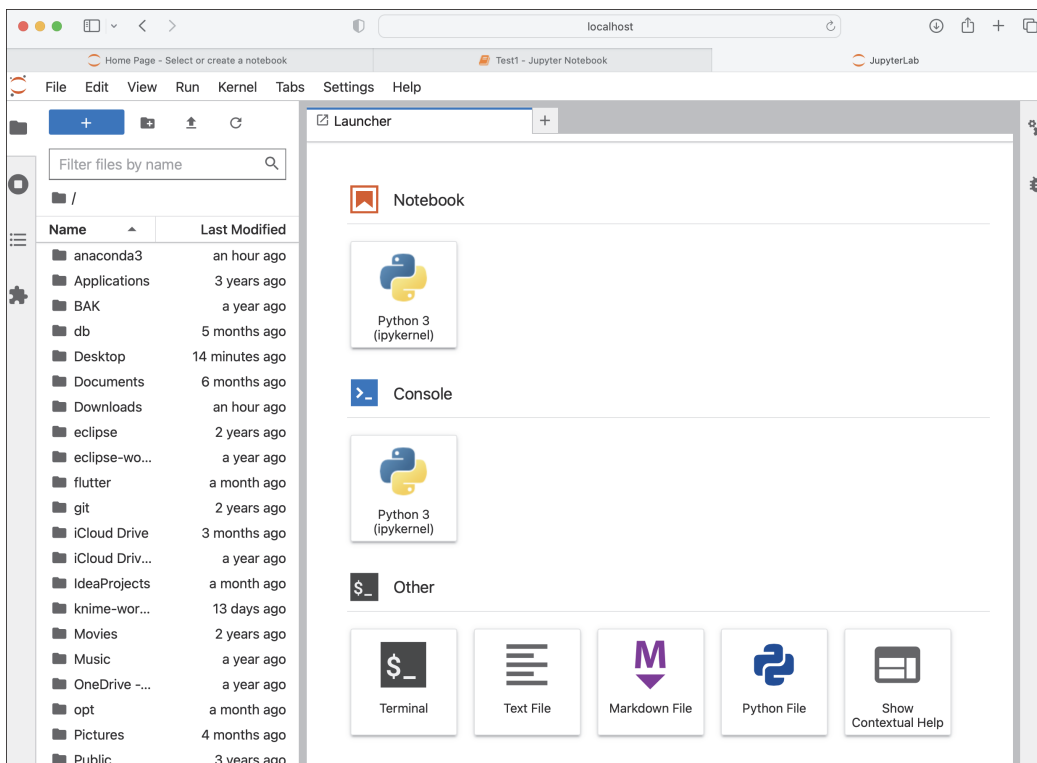 localhost
Home Page - Select or create a notebook
Test1 - Jupyter Notebook
JupyterLab
File Edit View Run Kernel Tabs Settings Help
+
Launcher
+
Filter files by name
/
Name Last Modified
anaconda3 an hour ago
Applications 3 years ago
BAK a year ago
db 5 months ago
Desktop 14 minutes ago
Documents 6 months ago
Downloads an hour ago
eclipse 2 years ago
eclipse-wo... a year ago
flutter a month ago
git 2 years ago
iCloud Drive 3 months ago
iCloud Driv... a year ago
IdeaProjects a month ago
knime-wor... 13 days ago
Movies 2 years ago
Music a year ago
OneDrive -... a year ago
opt a month ago
Pictures 4 months ago
Public 3 years ago
Notebook
Python 3
(ipykernel)
>_ Console
Python 3
(ipykernel)
$_ Other
$_
Terminal
Text File
M
Markdown File
Python File
Show
Contextual Help